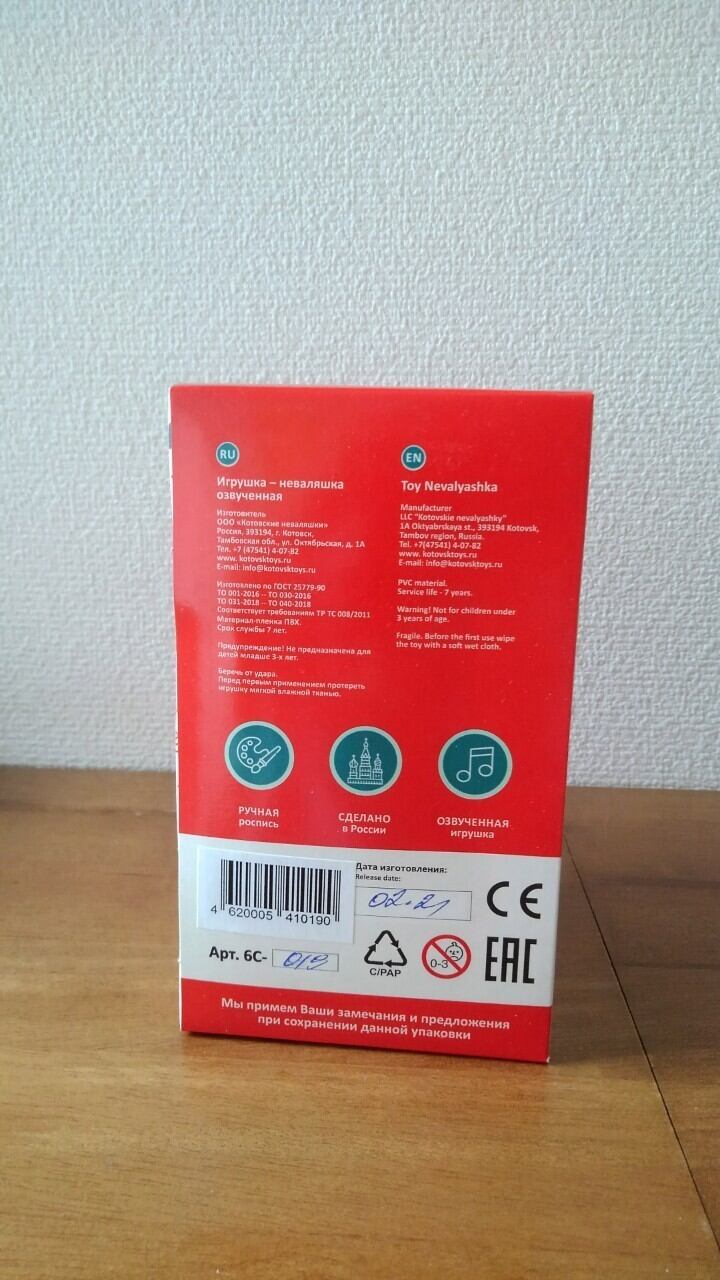 RU
Игрушка – неваляшка
озвученная
Изготовитель
ООО «Котовские неваляшки»
Россия, 393194, г. Котовск,
Тамбовская обл., ул. Октябрьская, д. 1А
Тел. +7 (47541) 4-07-82
www. kotovsktoys.ru
E-mail: info@kotovsktoys.ru
Изготовлено по ГОСТ 25779-90
ТО 001-2016 -- ТО 030-2016
ТО 031-2018 -- ТО 040-2018
Соответствует требованиям ТР ТС 008/2011
Материал-пленка ПВХ.
Срок службы 7 лет.
Предупреждение! Не предназначена для
детей младше 3-х лет.
Беречь от удара.
Перед первым применением протереть
игрушку мягкой влажной тканью.
EN
Toy Nevalyashka
Manufacturer
LLC "Kotovskie nevalyashky"
1A Oktyabrskaya st., 393194 Kotovsk,
Tambov region, Russia.
Tel. +7(47541) 4-07-82
www. kotovsktoys.ru
E-mail: info@kotovsktoys.ru
PVC material.
Service life - 7 years.
Warning! Not for children under
3 years of age.
Fragile. Before the first use wipe
the toy with a soft wet cloth.
РУЧНАЯ
роспись
СДЕЛАНО
в России
ОЗВУЧЕННАЯ
игрушка
4 620005 410190
Дата изготовления:
Release date:
02.21
CE
Арт. 6С- 019
C/PAP
0-3
EAC
Мы примем Ваши замечания и предложения
при сохранении данной упаковки